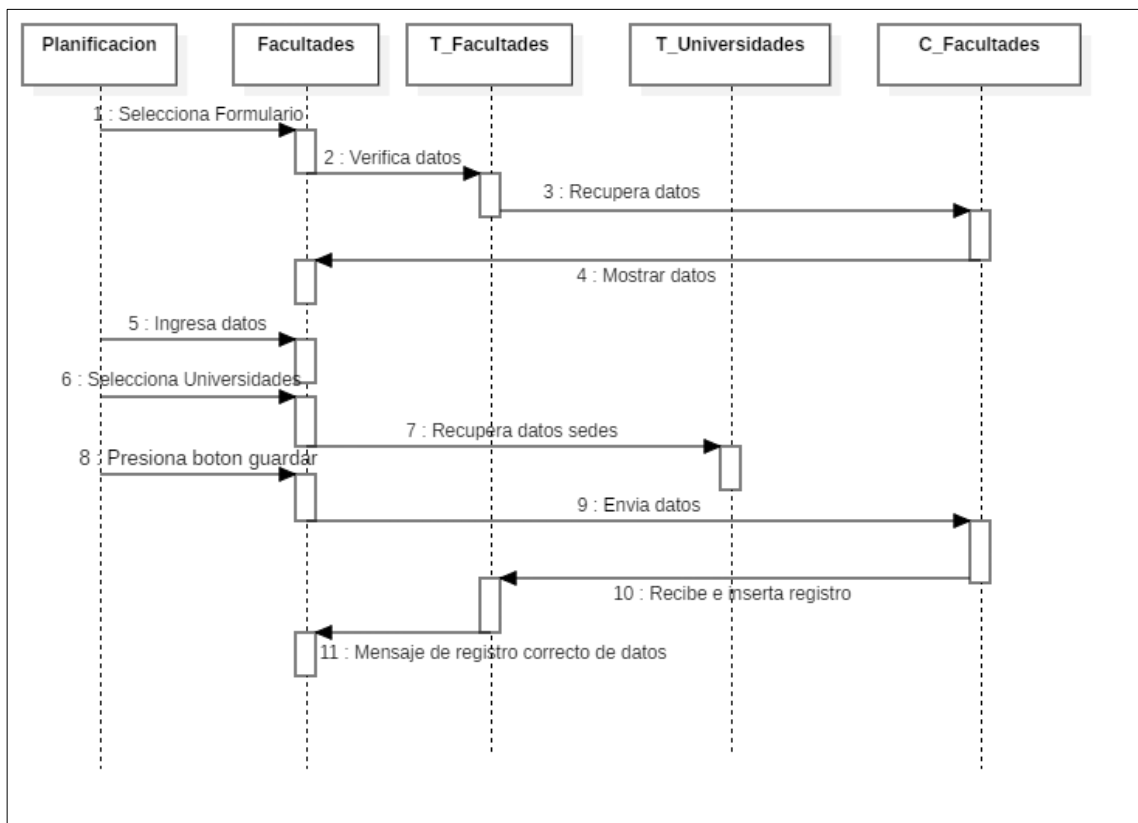 Planificacion
Facultades
T_Facultades
T_Universidades
C_Facultades
1 : Selecciona Formulario
2 : Verifica datos
3 : Recupera datos
4 : Mostrar datos
5 : Ingresa datos
6 : Selecciona Universidades
7 : Recupera datos sedes
8 : Presiona boton guardar
9 : Envia datos
10 : Recibe e inserta registro
11 : Mensaje de registro correcto de datos